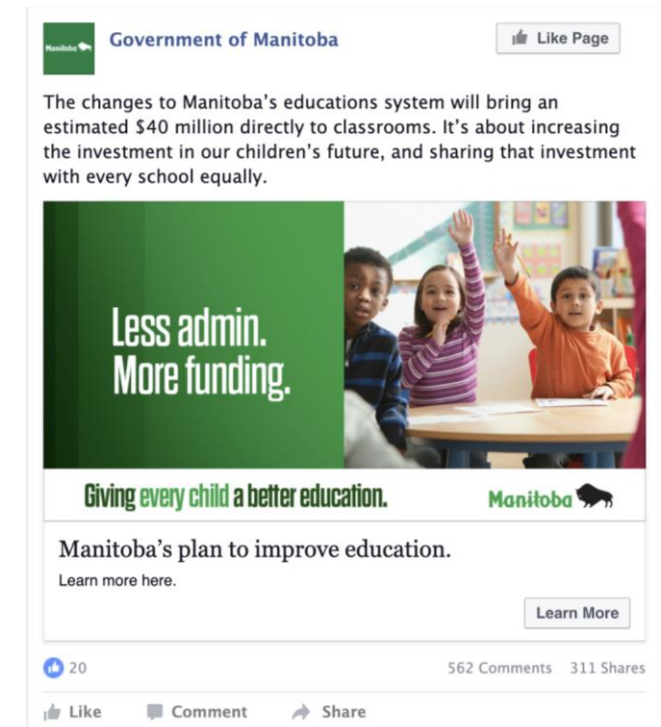 Manitoba
Government of Manitoba
Like Page
The changes to Manitoba's educations system will bring an
estimated $40 million directly to classrooms. It's about increasing
the investment in our children's future, and sharing that investment
with every school equally.
Less admin.
More funding.
Giving every child a better education.
Manitoba
Manitoba's plan to improve education.
Learn more here.
Learn More
20
562 Comments 311 Shares
Like Comment Share